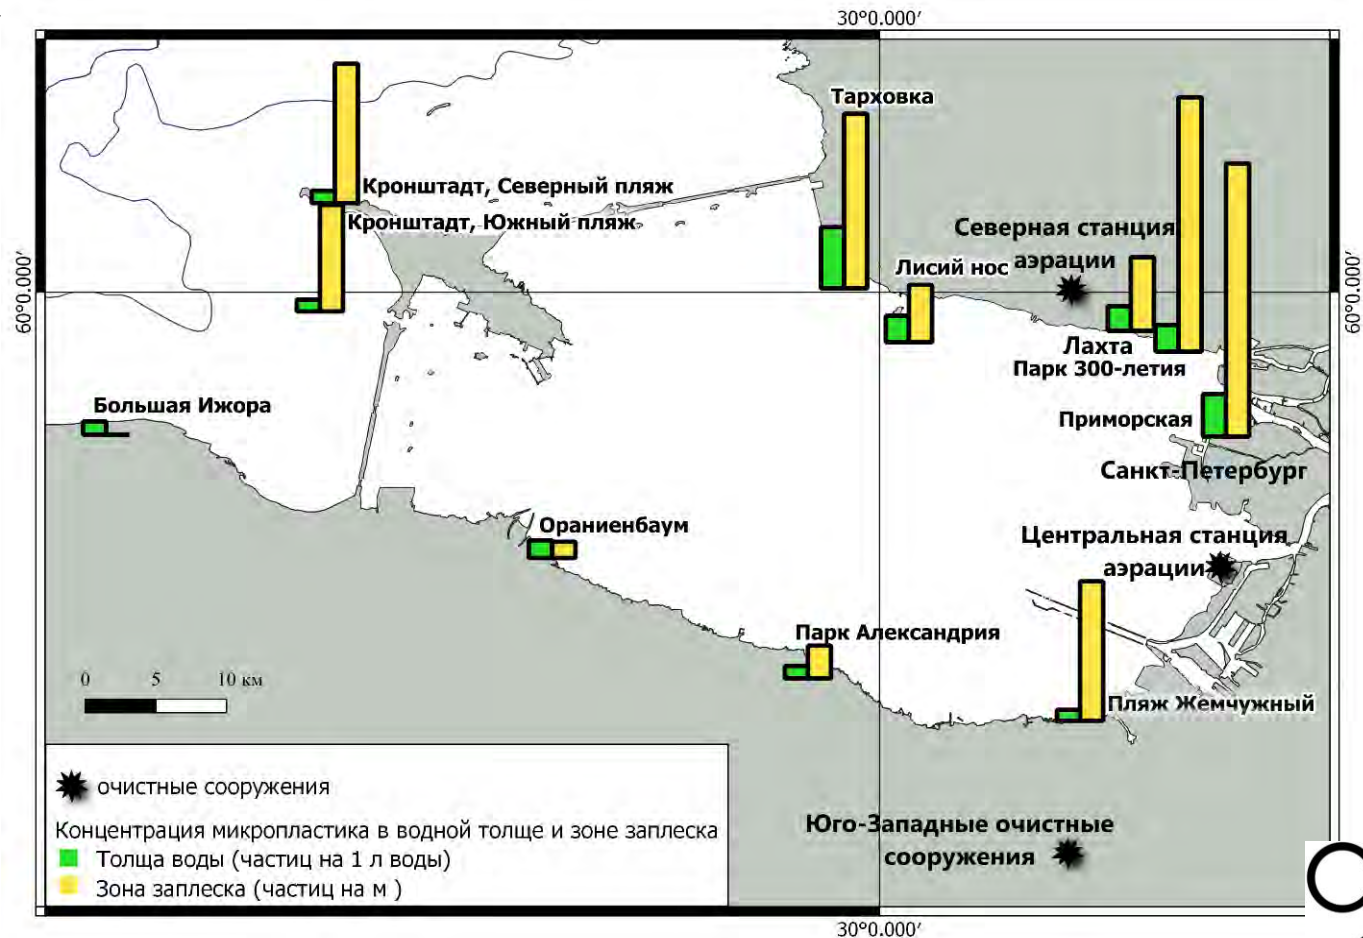 30°0.000′
Тарховка
Кронштадт, Северный пляж
Кронштадт, Южный пляж
Северная станция
аэрации
Лисий нос
60°0.000′
60°0.000′
Лахта
Парк 300-летия
Большая Ижора
Приморская
Санкт-Петербург
Ораниенбаум
Центральная станция
аэрации
Парк Александрия
0 5 10 км
Пляж Жемчужный
очистные сооружения
Концентрация микропластика в водной толще и зоне заплеска
Толща воды (частиц на 1 л воды)
Зона заплеска (частиц на м )
Юго-Западные очистные
сооружения
30°0.000′